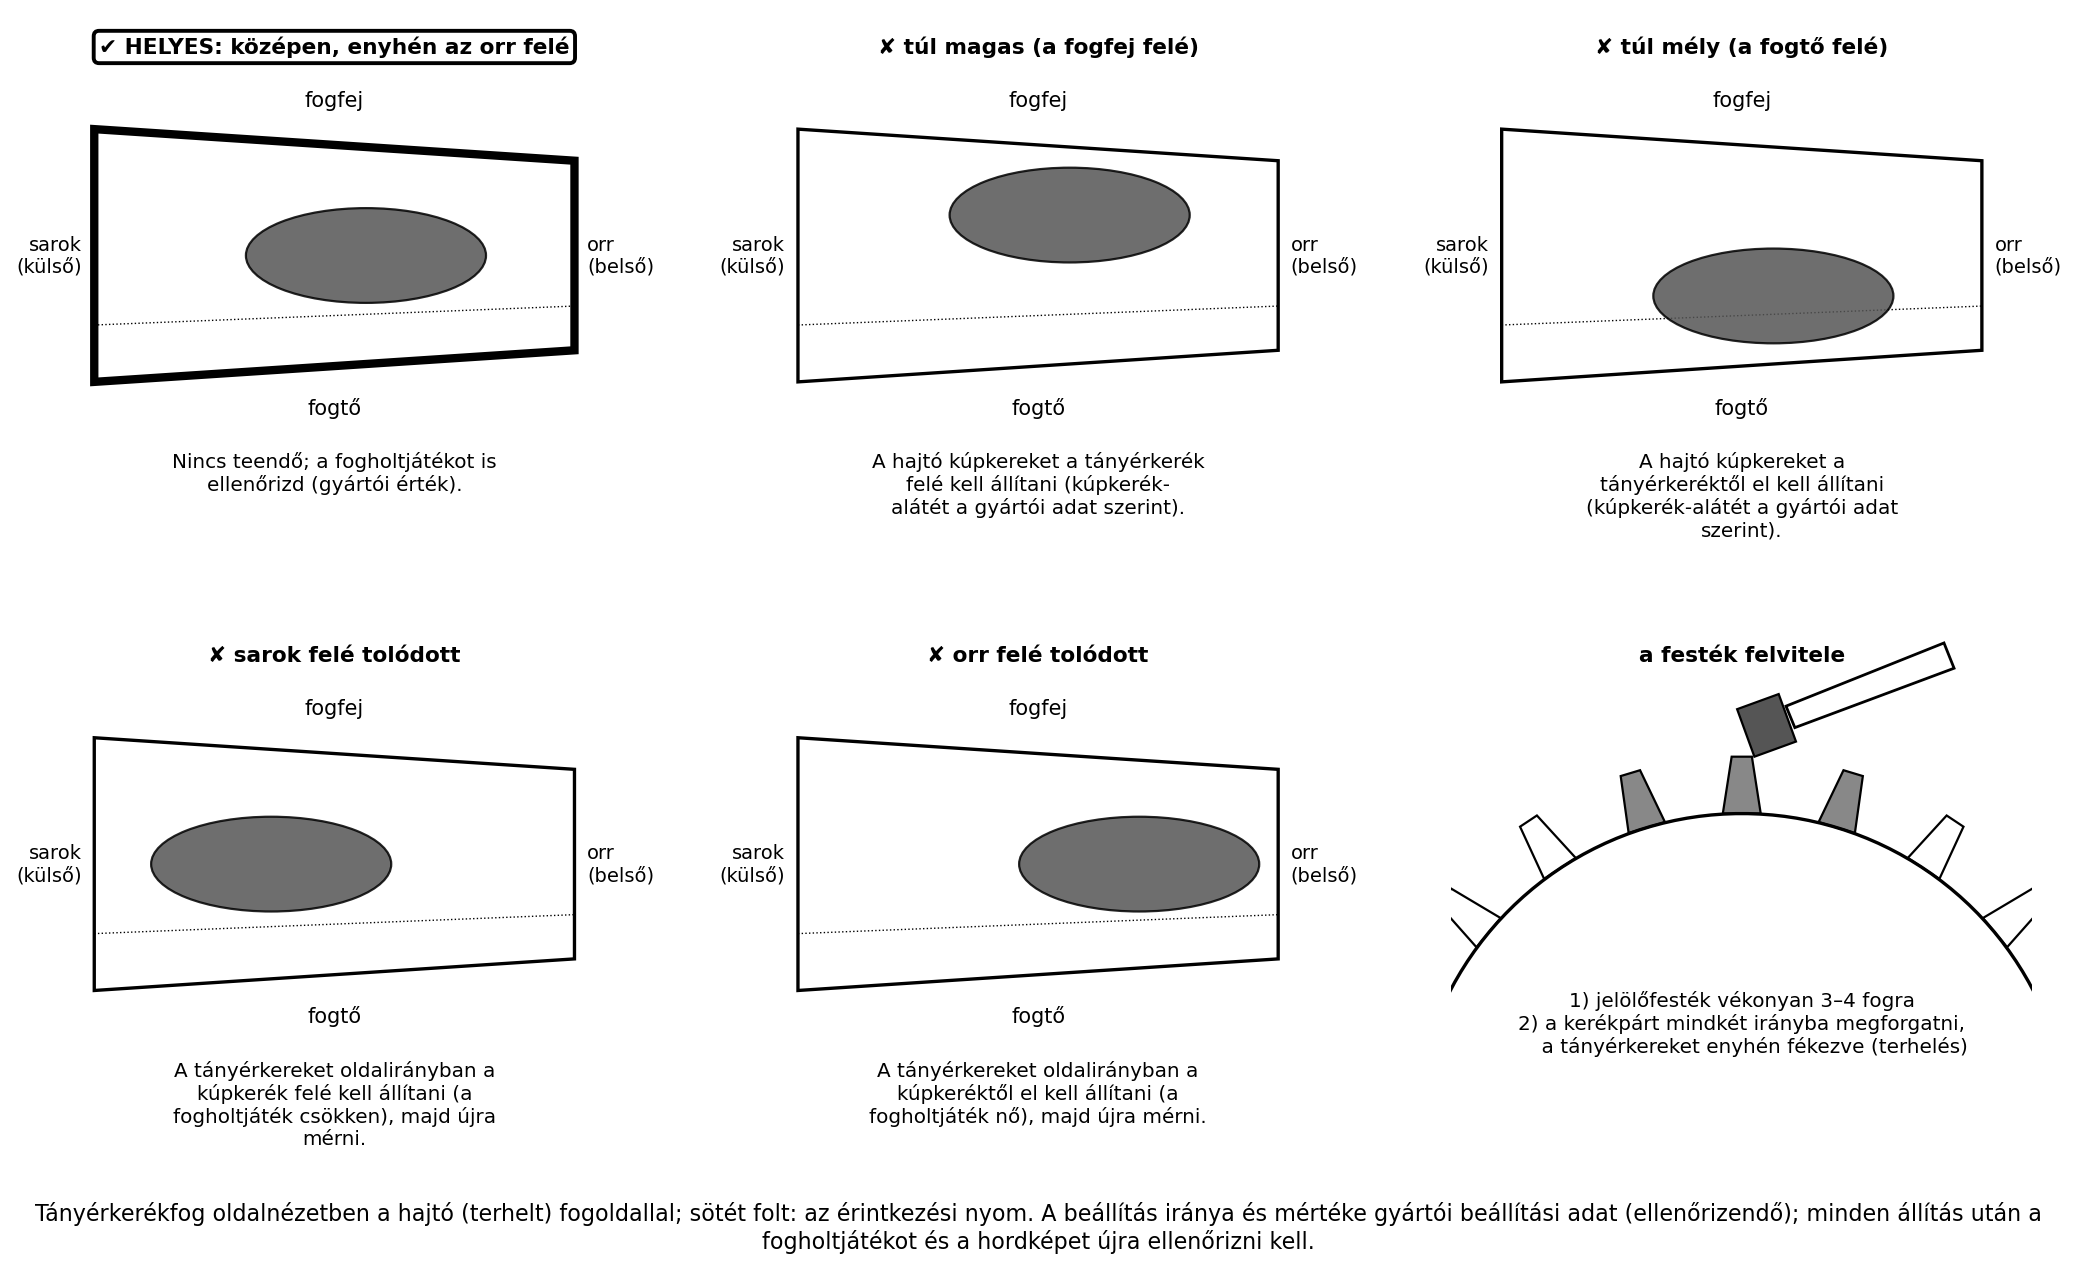 ✔ HELYES: középen, enyhén az orr felé
fogfej
sarok
(külső)
orr
(belső)
fogtő
Nincs teendő; a fogholtjátékot is
ellenőrizd (gyártói érték).
✘ túl magas (a fogfej felé)
fogfej
sarok
(külső)
orr
(belső)
fogtő
A hajtó kúpkereket a tányérkerék
felé kell állítani (kúpkerék-
alátét a gyártói adat szerint).
✘ túl mély (a fogtő felé)
fogfej
sarok
(külső)
orr
(belső)
fogtő
A hajtó kúpkereket a
tányérkeréktől el kell állítani
(kúpkerék-alátét a gyártói adat
szerint).
✘ sarok felé tolódott
fogfej
sarok
(külső)
orr
(belső)
fogtő
A tányérkereket oldalirányban a
kúpkerék felé kell állítani (a
fogholtjáték csökken), majd újra
mérni.
✘ orr felé tolódott
fogfej
sarok
(külső)
orr
(belső)
fogtő
A tányérkereket oldalirányban a
kúpkeréktől el kell állítani (a
fogholtjáték nő), majd újra mérni.
a festék felvitele
1) jelölőfesték vékonyan 3–4 fogra
2) a kerékpárt mindkét irányba megforgatni,
a tányérkereket enyhén fékezve (terhelés)
Tányérkerékfog oldalnézetben a hajtó (terhelt) fogoldallal; sötét folt: az érintkezési nyom. A beállítás iránya és mértéke gyártói beállítási adat (ellenőrizendő); minden állítás után a
fogholtjátékot és a hordképet újra ellenőrizni kell.